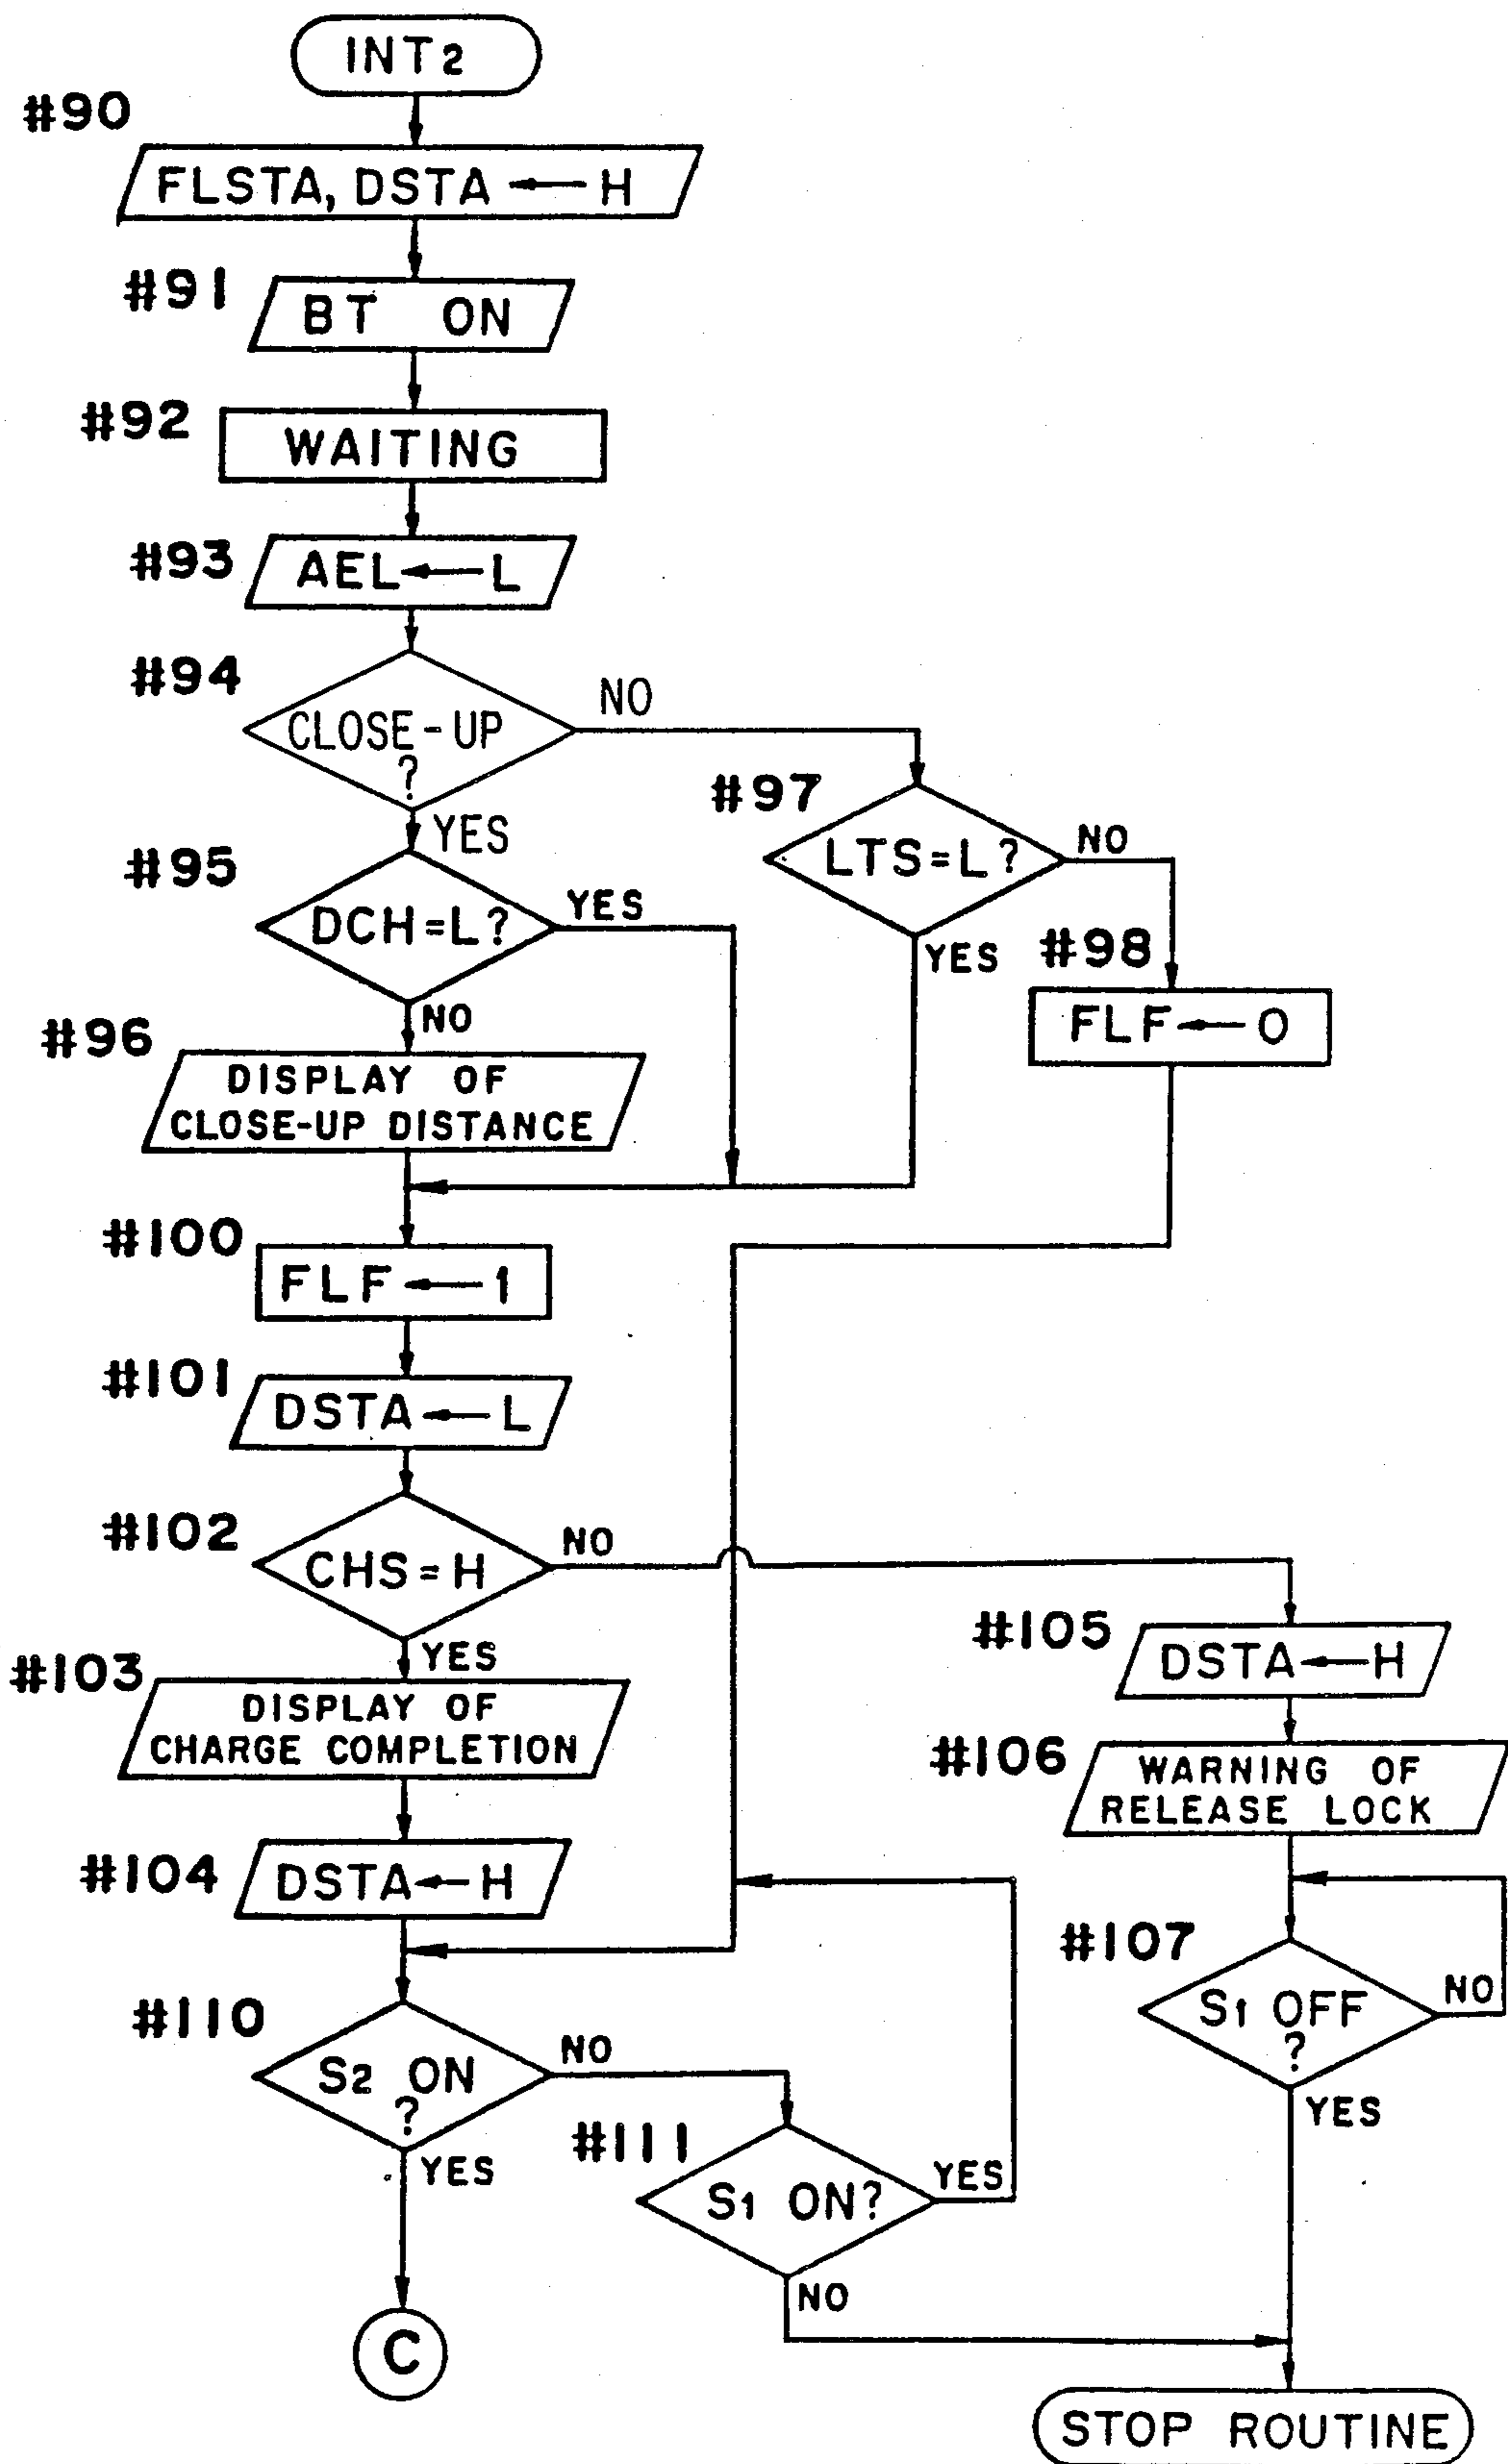 INT2
#90
FLSTA, DSTA ← H
#91
BT ON
#92
WAITING
#93
AEL ← L
#94
CLOSE-UP
?
NO
YES
#97
LTS=L?
NO
YES
#95
DCH=L?
YES
NO
#98
FLF ← 0
#96
DISPLAY OF
CLOSE-UP DISTANCE
#100
FLF ← 1
#101
DSTA ← L
#102
CHS=H
NO
YES
#103
DISPLAY OF
CHARGE COMPLETION
#105
DSTA ← H
#106
WARNING OF
RELEASE LOCK
#104
DSTA ← H
#107
S1 OFF
?
NO
YES
#110
S2 ON
?
NO
YES
#111
S1 ON?
YES
NO
C
STOP ROUTINE